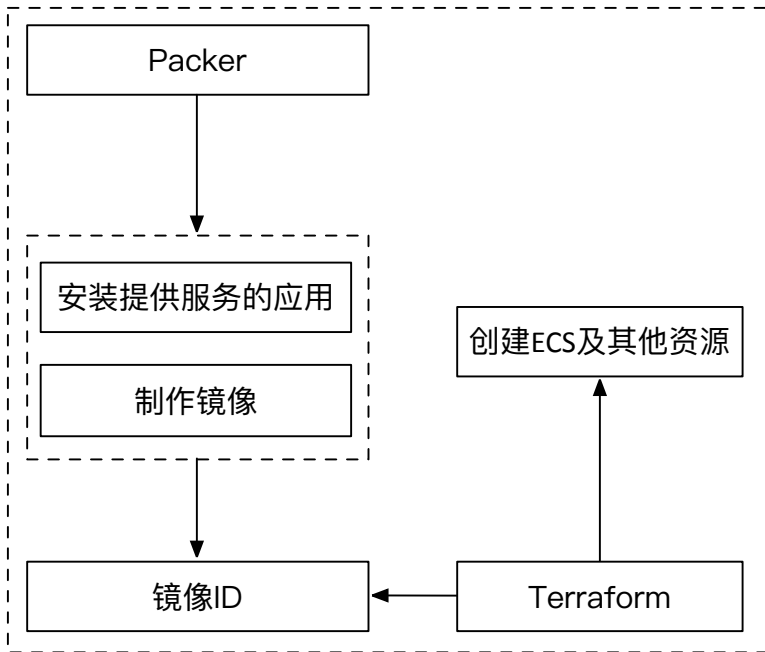 Packer
安装提供服务的应用
制作镜像
创建ECS及其他资源
镜像ID
Terraform